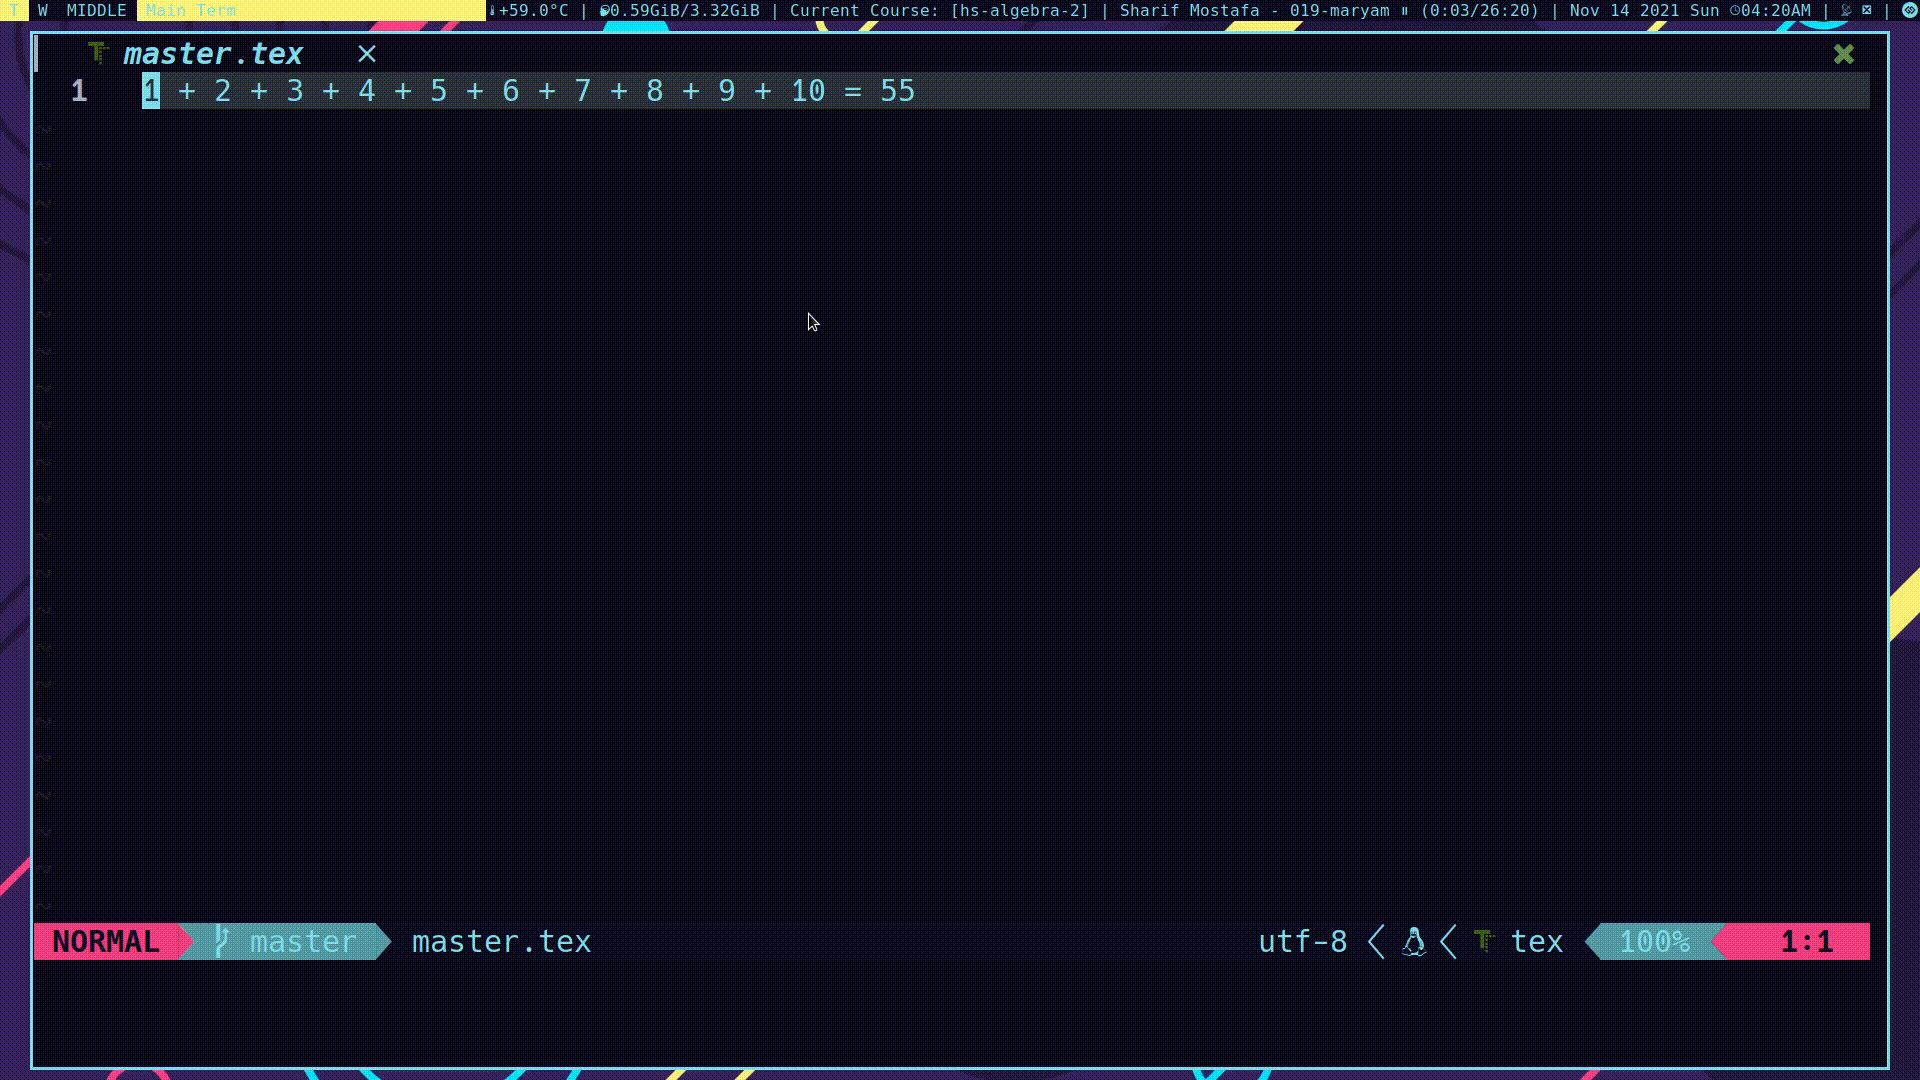 T W MIDDLE Main Term +59.0°C | 0.59GiB/3.32GiB | Current Course: [hs-algebra-2] | Sharif Mostafa - 019-maryam ⏸ (0:03/26:20) | Nov 14 2021 Sun 04:20AM | |
master.tex ×
1 1 + 2 + 3 + 4 + 5 + 6 + 7 + 8 + 9 + 10 = 55
NORMAL master master.tex utf-8 tex 100% 1:1